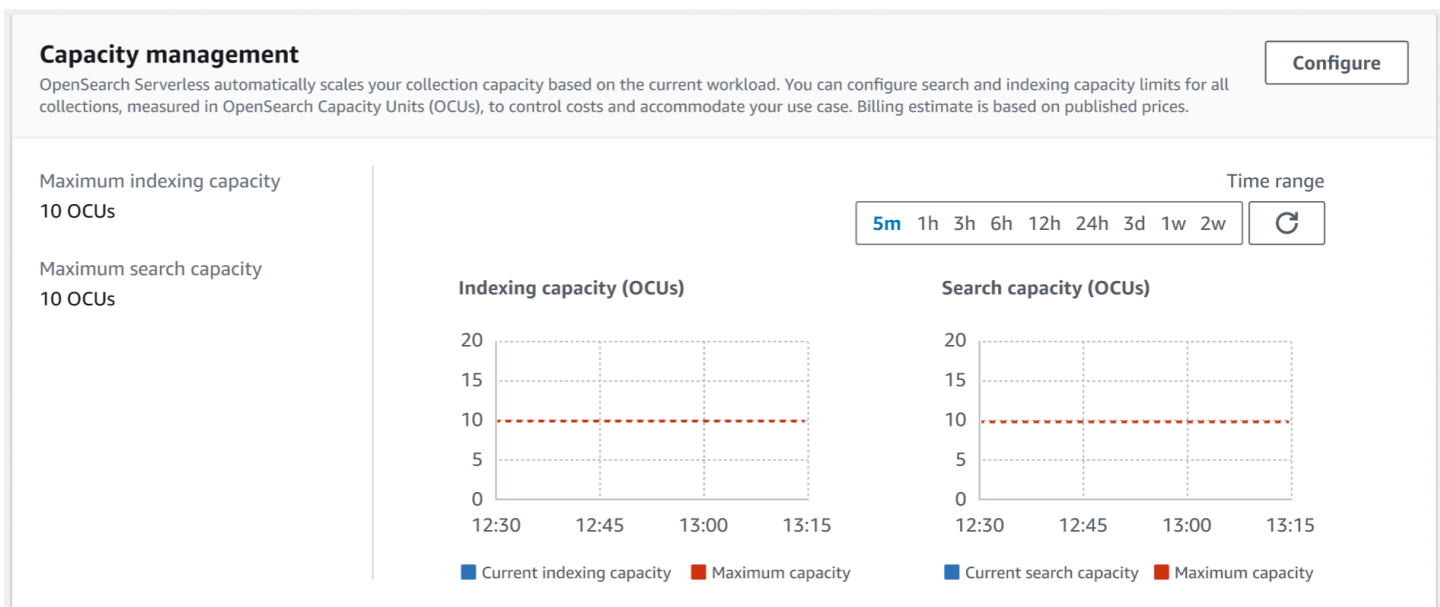 Capacity management
Configure
OpenSearch Serverless automatically scales your collection capacity based on the current workload. You can configure search and indexing capacity limits for all
collections, measured in OpenSearch Capacity Units (OCUs), to control costs and accommodate your use case. Billing estimate is based on published prices.
Maximum indexing capacity
10 OCUs
Maximum search capacity
10 OCUs
Time range
5m 1h 3h 6h 12h 24h 3d 1w 2w
Indexing capacity (OCUs)
20
15
10
5
0
12:30 12:45 13:00 13:15
Current indexing capacity Maximum capacity
Search capacity (OCUs)
20
15
10
5
0
12:30 12:45 13:00 13:15
Current search capacity Maximum capacity